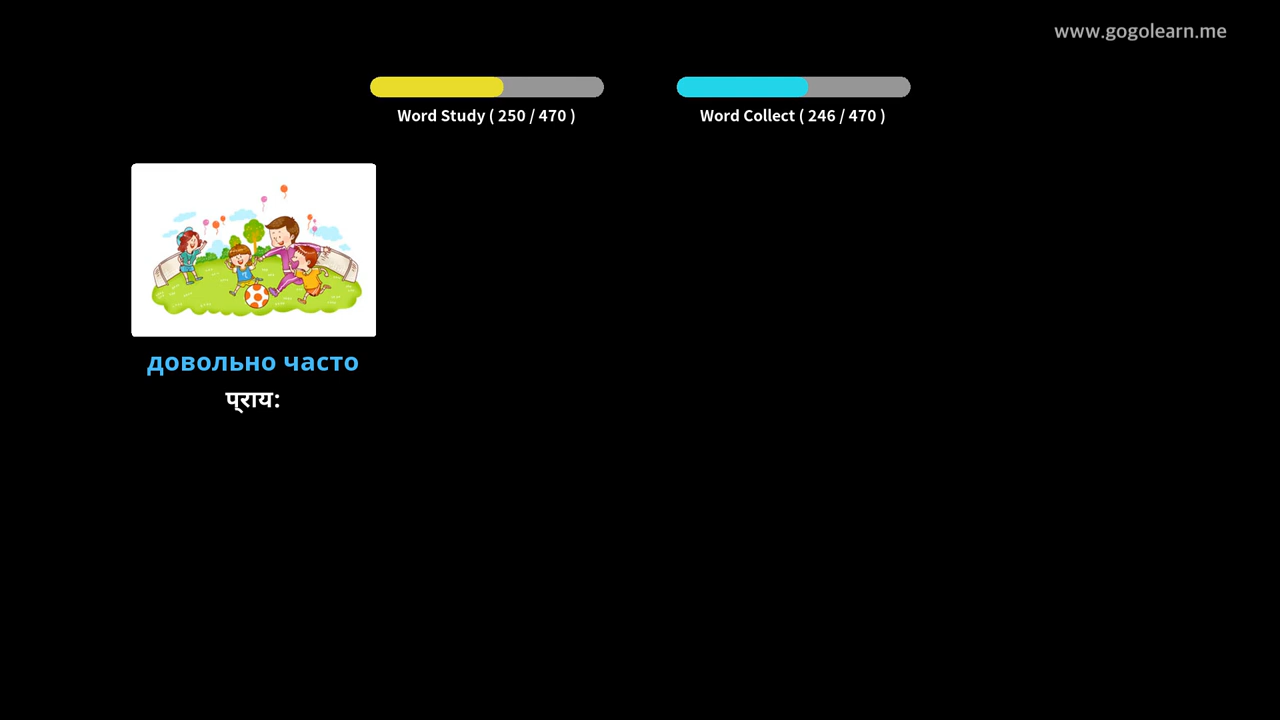 www.gogolearn.me
Word Study ( 250 / 470 )
Word Collect ( 246 / 470 )
довольно часто
प्राय: